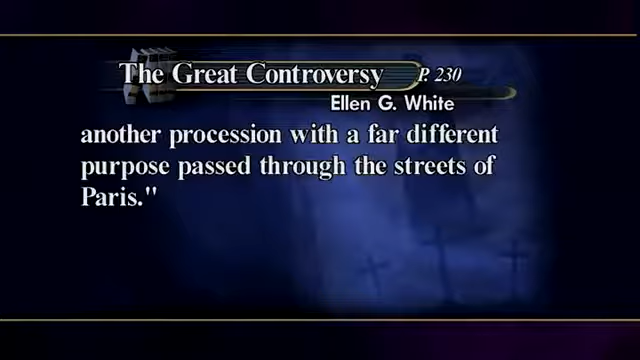 The Great Controversy P. 230
Ellen G. White
another procession with a far different
purpose passed through the streets of
Paris."